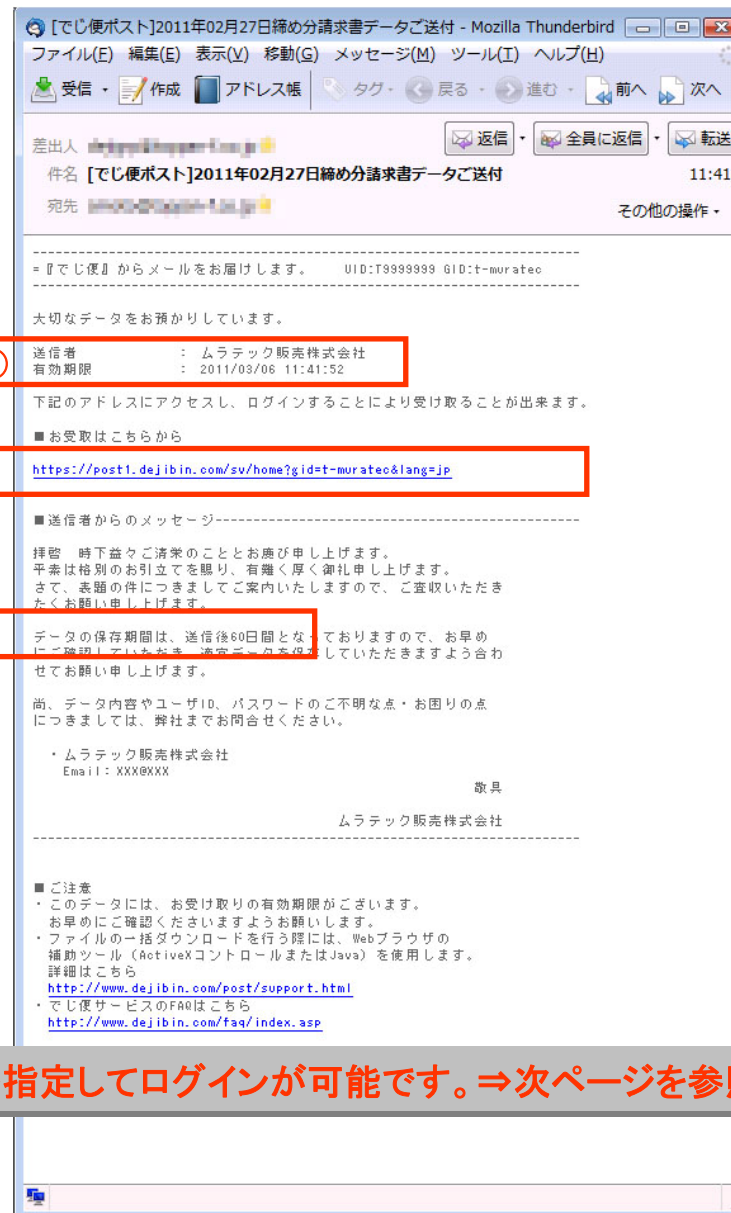 [でじ便ポスト]2011年02月27日締め分請求書データご送付 - Mozilla Thunderbird
ファイル(F) 編集(E) 表示(V) 移動(G) メッセージ(M) ツール(T) ヘルプ(H)
受信 作成 アドレス帳 タグ 戻る 進む 前へ 次へ
差出人 返信 全員に返信 転送
件名 [でじ便ポスト]2011年02月27日締め分請求書データご送付 11:41
宛先 その他の操作
------------------------------------------------------------------------
= 『でじ便』からメールをお届けします。 UID:T9999999 GID:t-muratec
------------------------------------------------------------------------
大切なデータをお預かりしています。
送信者 : ムラテック販売株式会社
有効期限 : 2011/03/06 11:41:52
下記のアドレスにアクセスし、ログインすることにより受け取ることが出来ます。
■お受取はこちらから
https://post1.dejibin.com/sv/home?gid=t-muratec&lang=jp
■送信者からのメッセージ------------------------------------------------
拝啓 時下益々ご清栄のこととお慶び申し上げます。
平素は格別のお引立てを賜り、有難く厚く御礼申し上げます。
さて、表題の件につきましてご案内いたしますので、ご査収いただき
たくお願い申し上げます。
データの保存期間は、送信後60日間となっておりますので、お早め
にご確認していただき、適宜データを保存していただきますよう合わ
せてお願い申し上げます。
尚、データ内容やユーザID、パスワードのご不明な点・お困りの点
につきましては、弊社までお問合せください。
・ムラテック販売株式会社
Email：XXX@XXX
敬具
ムラテック販売株式会社
------------------------------------------------------------------------
■ご注意
・このデータには、お受け取りの有効期限がございます。
お早めにご確認くださいますようお願いします。
・ファイルの一括ダウンロードを行う際には、Webブラウザの
補助ツール（ActiveXコントロールまたはJava）を使用します。
詳細はこちら
http://www.dejibin.com/post/support.html
・でじ便サービスのFAQはこちら
http://www.dejibin.com/faq/index.asp
指定してログインが可能です。⇒次ページを参